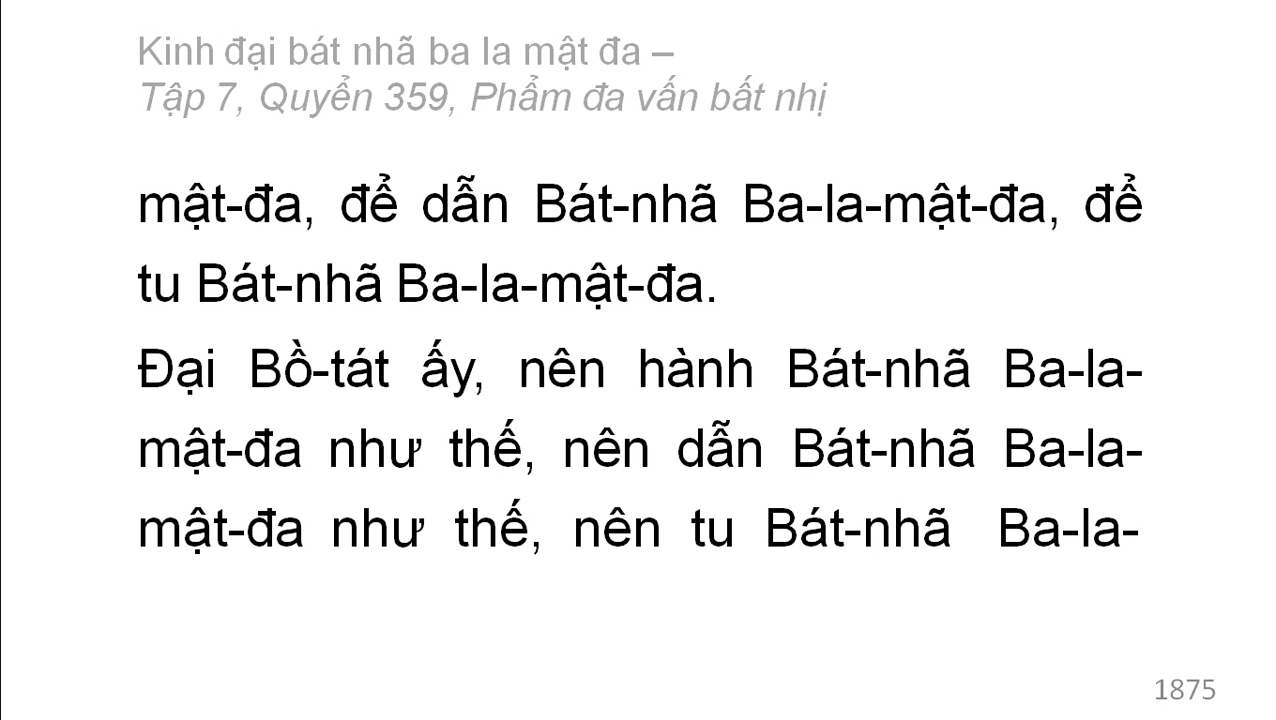 Kinh đại bát nhã ba la mật đa –
Tập 7, Quyển 359, Phẩm đa vấn bất nhị
mật-đa, để dẫn Bát-nhã Ba-la-mật-đa, để
tu Bát-nhã Ba-la-mật-đa.
Đại Bồ-tát ấy, nên hành Bát-nhã Ba-la-
mật-đa như thế, nên dẫn Bát-nhã Ba-la-
mật-đa như thế, nên tu Bát-nhã Ba-la-
1875